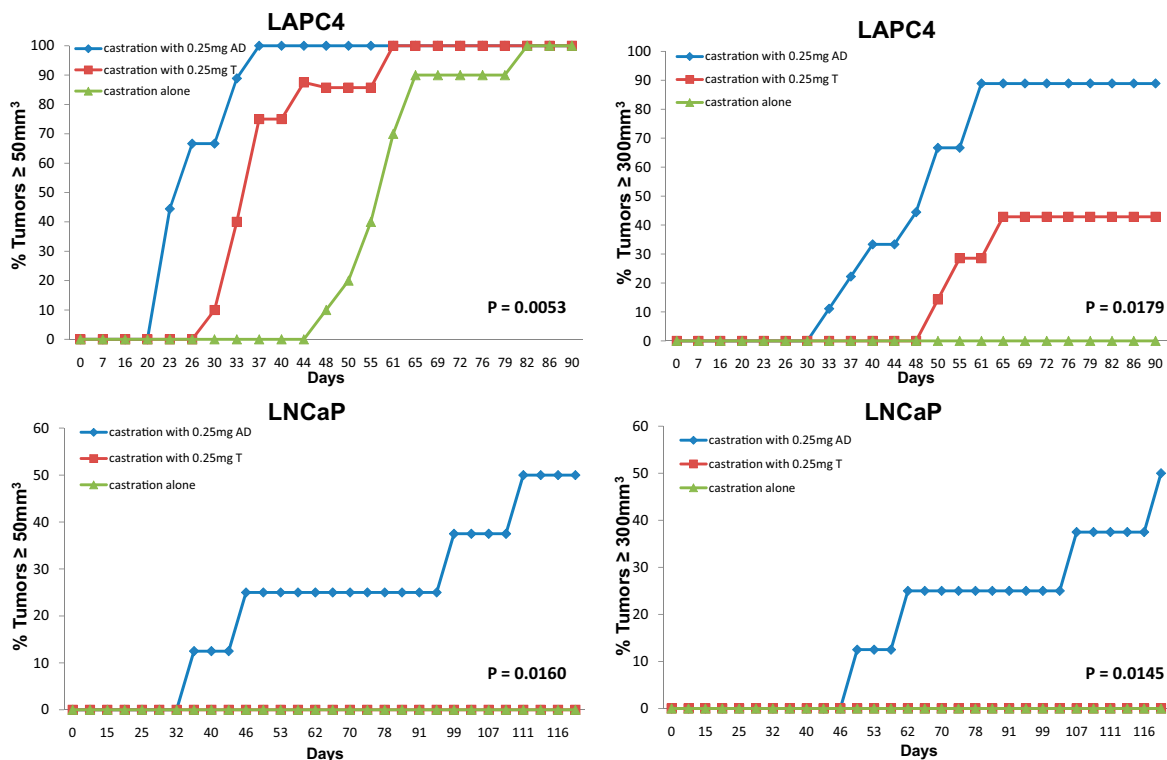 LAPC4
100
90
80
70
60
50
40
30
20
10
0
% Tumors ≥ 50mm³
castration with 0.25mg AD
castration with 0.25mg T
castration alone
P = 0.0053
0 7 16 20 23 26 30 33 37 40 44 48 50 55 61 65 69 72 76 79 82 86 90
Days
LAPC4
100
90
80
70
60
50
40
30
20
10
0
% Tumors ≥ 300mm³
castration with 0.25mg AD
castration with 0.25mg T
castration alone
P = 0.0179
0 7 16 20 23 26 30 33 37 40 44 48 50 55 61 65 69 72 76 79 82 86 90
Days
LNCaP
60
50
40
30
20
10
0
% Tumors ≥ 50mm³
castration with 0.25mg AD
castration with 0.25mg T
castration alone
P = 0.0160
0 15 25 32 40 46 53 62 70 78 91 99 107 111 116
Days
LNCaP
60
50
40
30
20
10
0
% Tumors ≥ 300mm³
castration with 0.25mg AD
castration with 0.25mg T
castration alone
P = 0.0145
0 15 25 32 40 46 53 62 70 78 91 99 107 111 116
Days